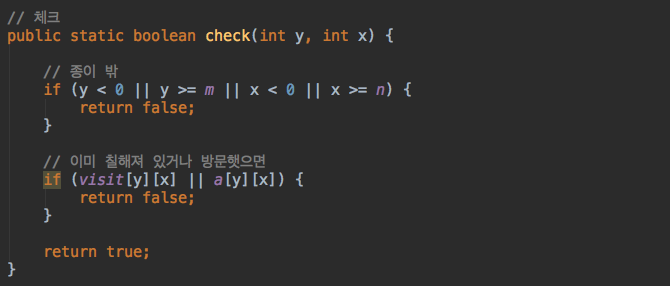 // 체크
public static boolean check(int y, int x) {
// 종이 밖
if (y < 0 || y >= m || x < 0 || x >= n) {
return false;
}
// 이미 칠해져 있거나 방문햇으면
if (visit[y][x] || a[y][x]) {
return false;
}
return true;
}